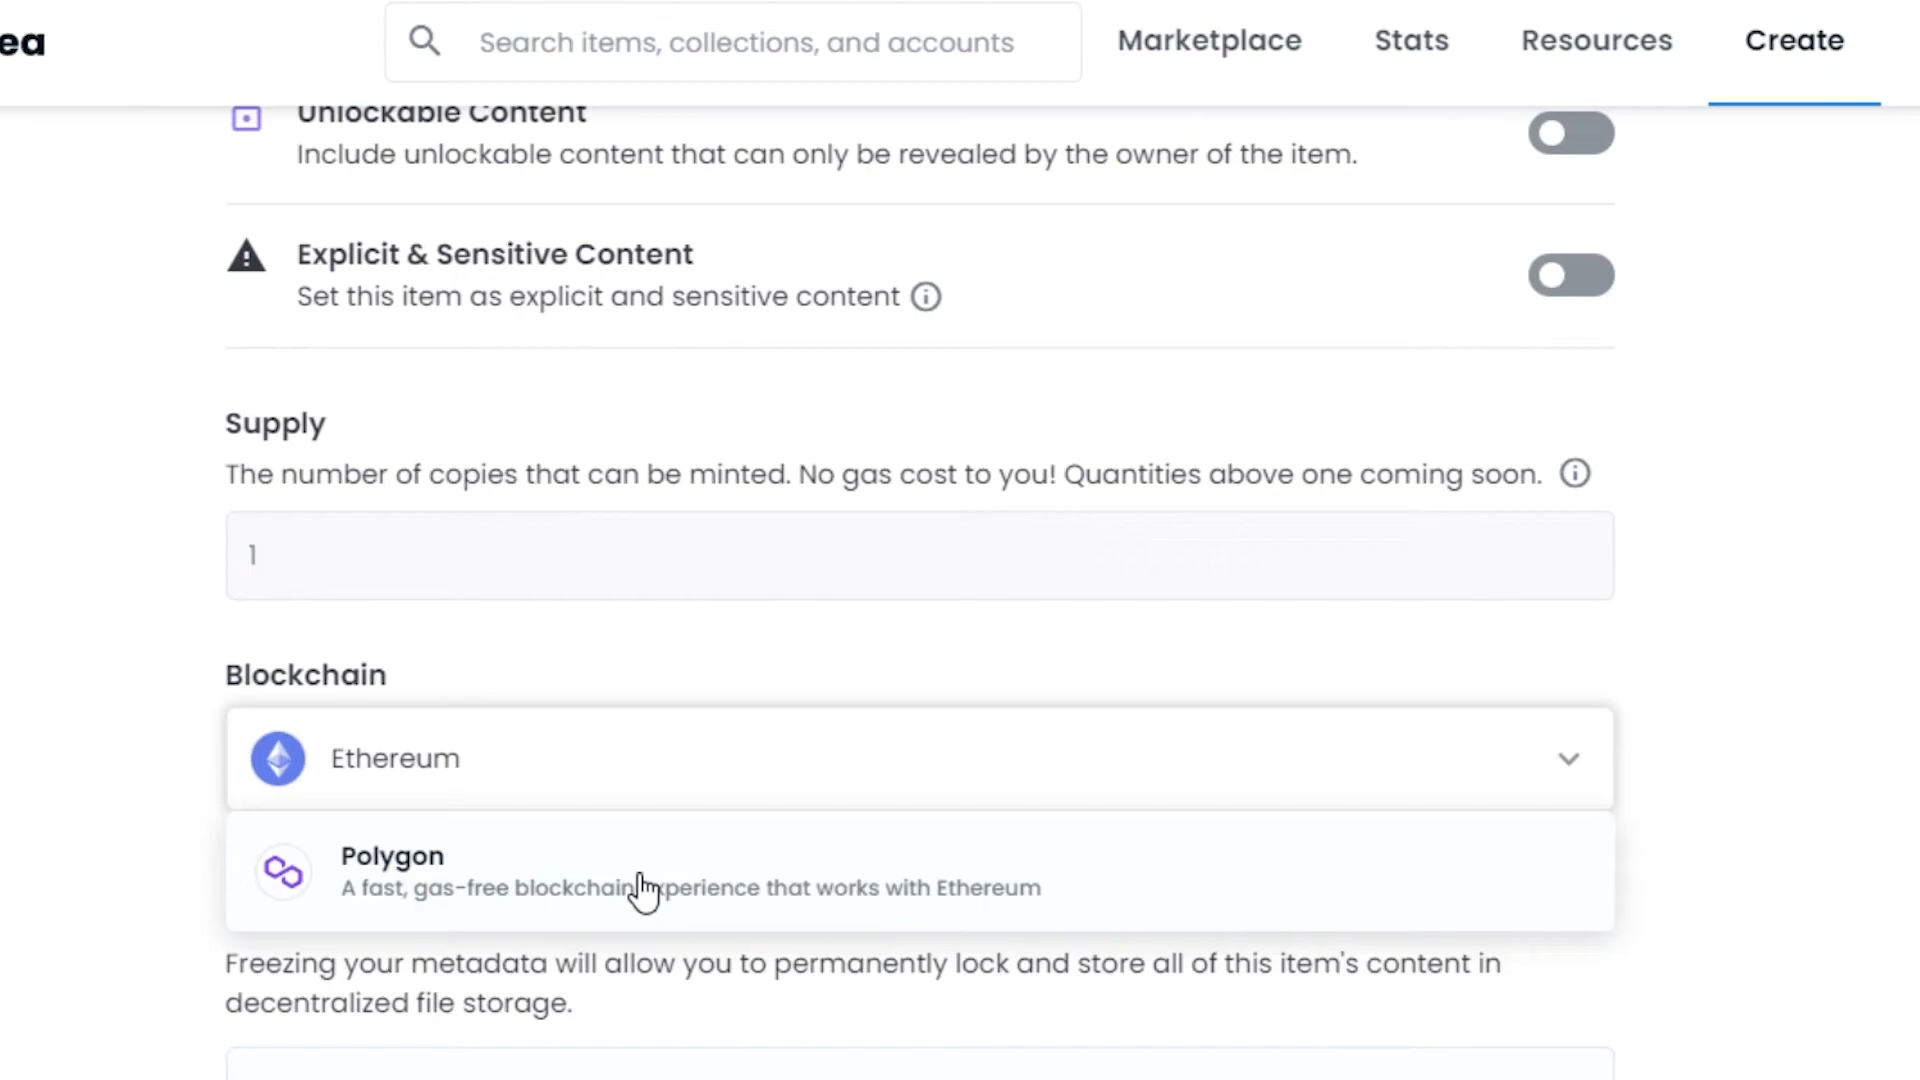 ea
Search items, collections, and accounts
Marketplace
Stats
Resources
Create
Unlockable Content
Include unlockable content that can only be revealed by the owner of the item.
Explicit & Sensitive Content
Set this item as explicit and sensitive content
Supply
The number of copies that can be minted. No gas cost to you! Quantities above one coming soon.
1
Blockchain
Ethereum
Polygon
A fast, gas-free blockchain experience that works with Ethereum
Freezing your metadata will allow you to permanently lock and store all of this item's content in
decentralized file storage.